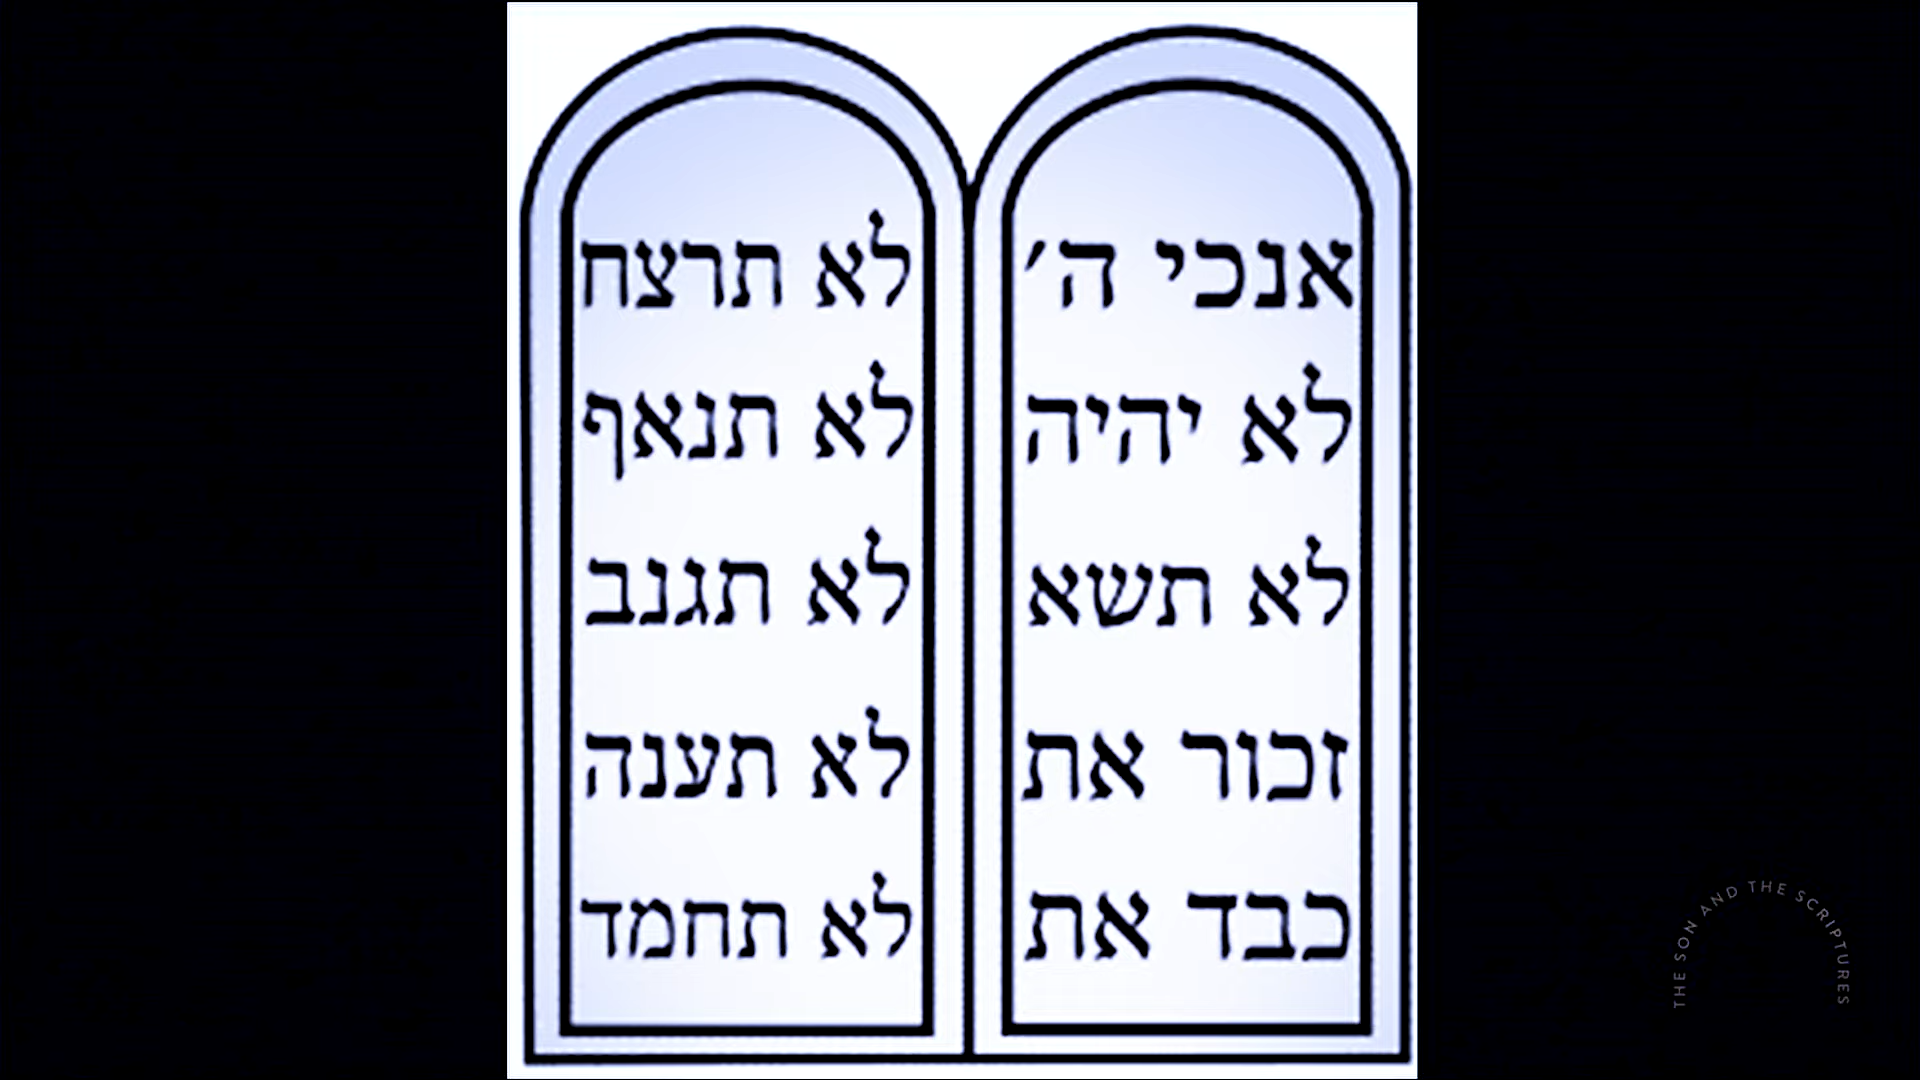 אנכי ה׳
לא יהיה
לא תשא
זכור את
כבד את
לא תרצח
לא תנאף
לא תגנב
לא תענה
לא תחמד
THE SON AND THE SCRIPTURES